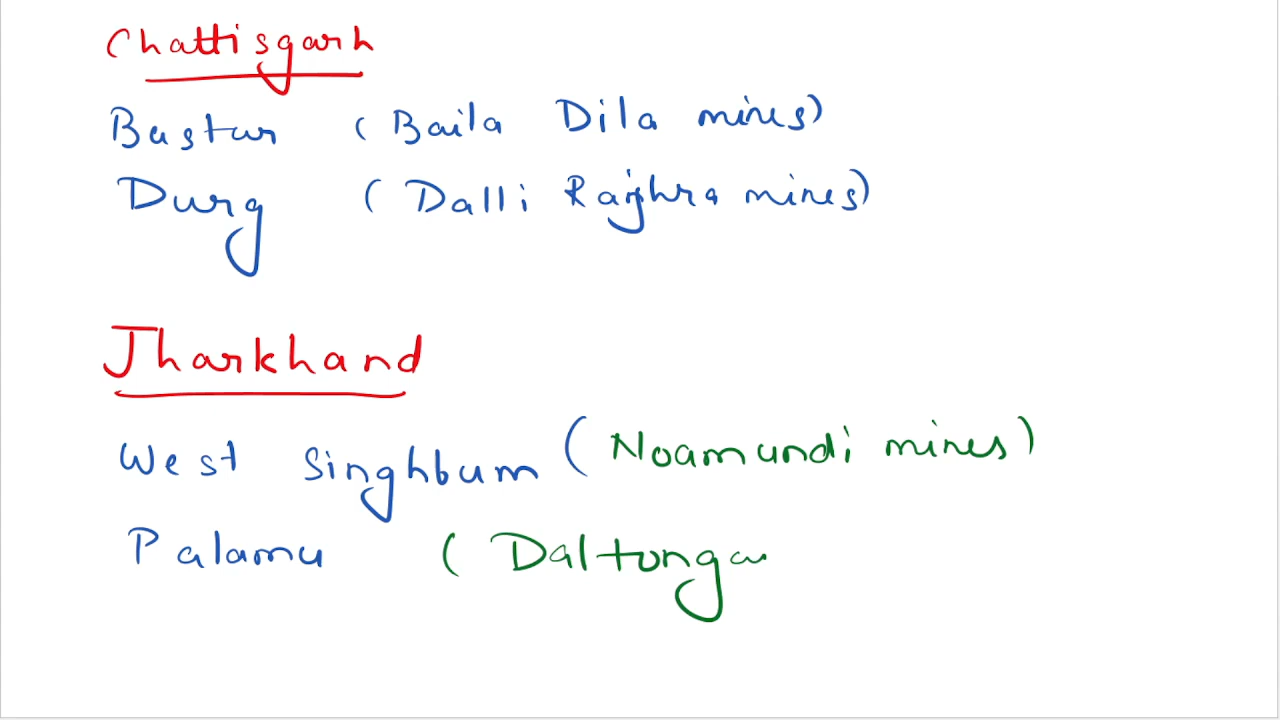 Chattisgarh
Bastar (Baila Dila mines)
Durg (Dalli Rajhra mines)
Jharkhand
West Singhbum (Noamundi mines)
Palamu (Daltonga